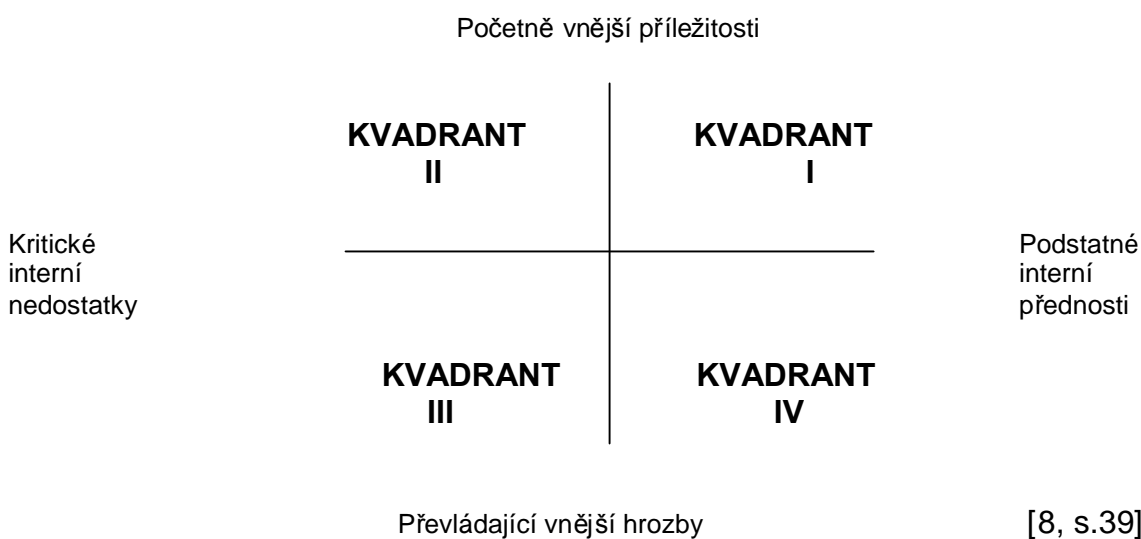 Početně vnější příležitosti
KVADRANT
II
KVADRANT
I
Kritické
interní
nedostatky
Podstatné
interní
přednosti
KVADRANT
III
KVADRANT
IV
Převládající vnější hrozby
[8, s.39]